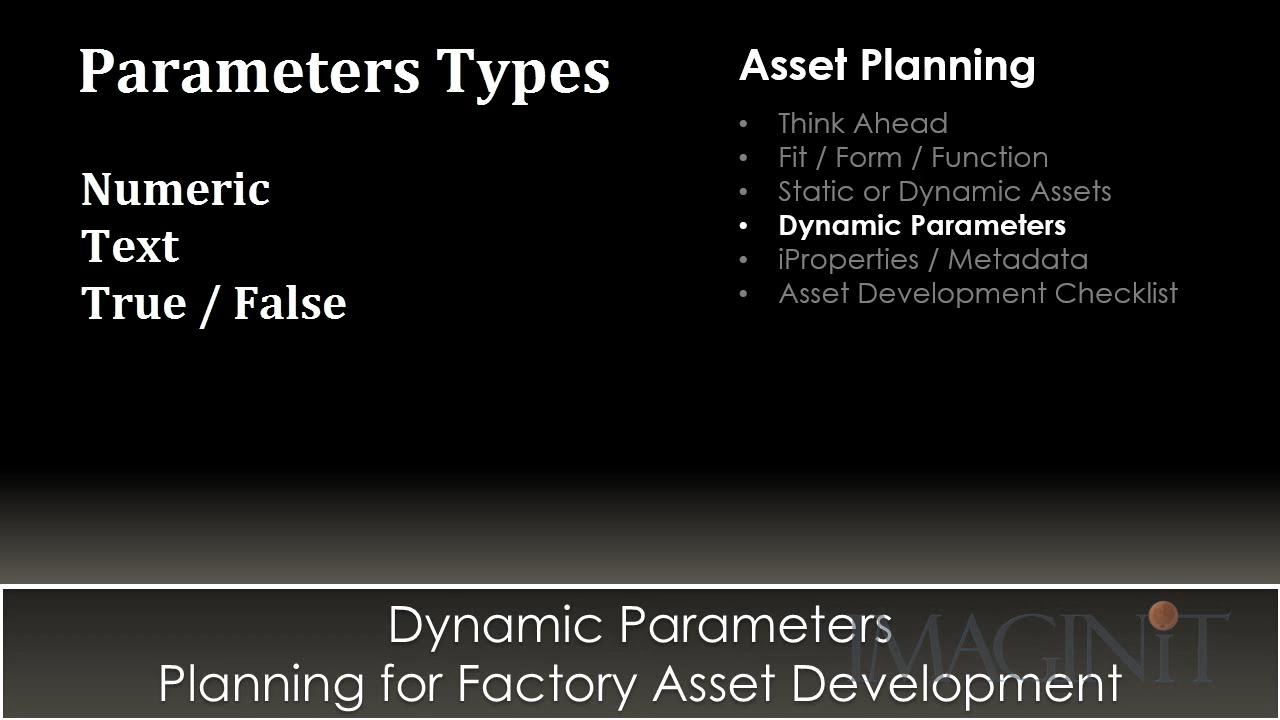 Parameters Types
Numeric
Text
True / False
Asset Planning
• Think Ahead
• Fit / Form / Function
• Static or Dynamic Assets
• Dynamic Parameters
• iProperties / Metadata
• Asset Development Checklist
Dynamic Parameters
Planning for Factory Asset Development
IMAGINiT